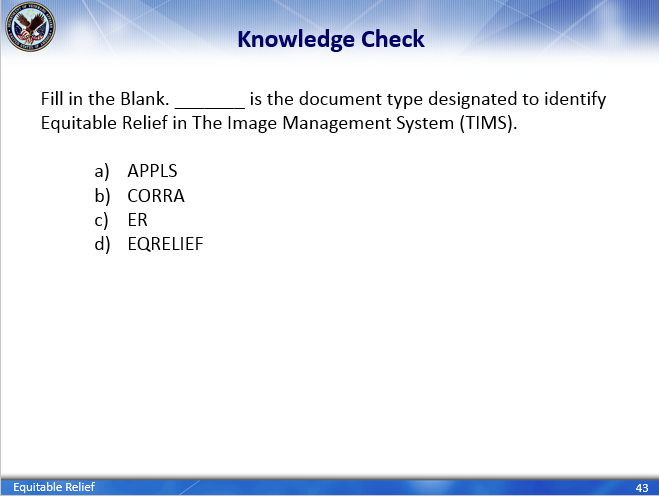 Knowledge Check
Fill in the Blank. _______ is the document type designated to identify
Equitable Relief in The Image Management System (TIMS).
a) APPLS
b) CORRA
c) ER
d) EQRELIEF
Equitable Relief
43